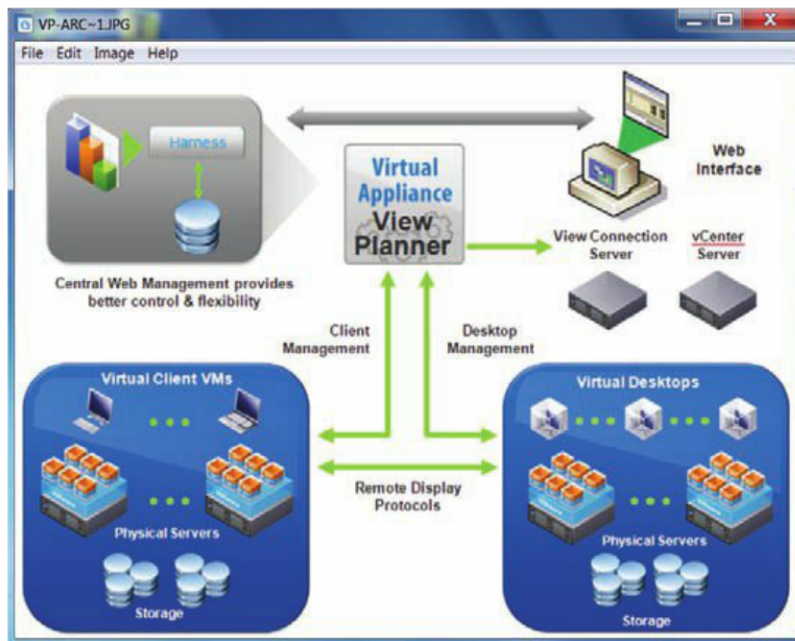 VP-ARC~1.JPG
File Edit Image Help
Harness
Virtual
Appliance
View
Planner
Web
Interface
Central Web Management provides
better control & flexibility
View Connection
Server
vCenter
Server
Client
Management
Desktop
Management
Virtual Client VMs
Physical Servers
Storage
Remote Display
Protocols
Virtual Desktops
Physical Servers
Storage